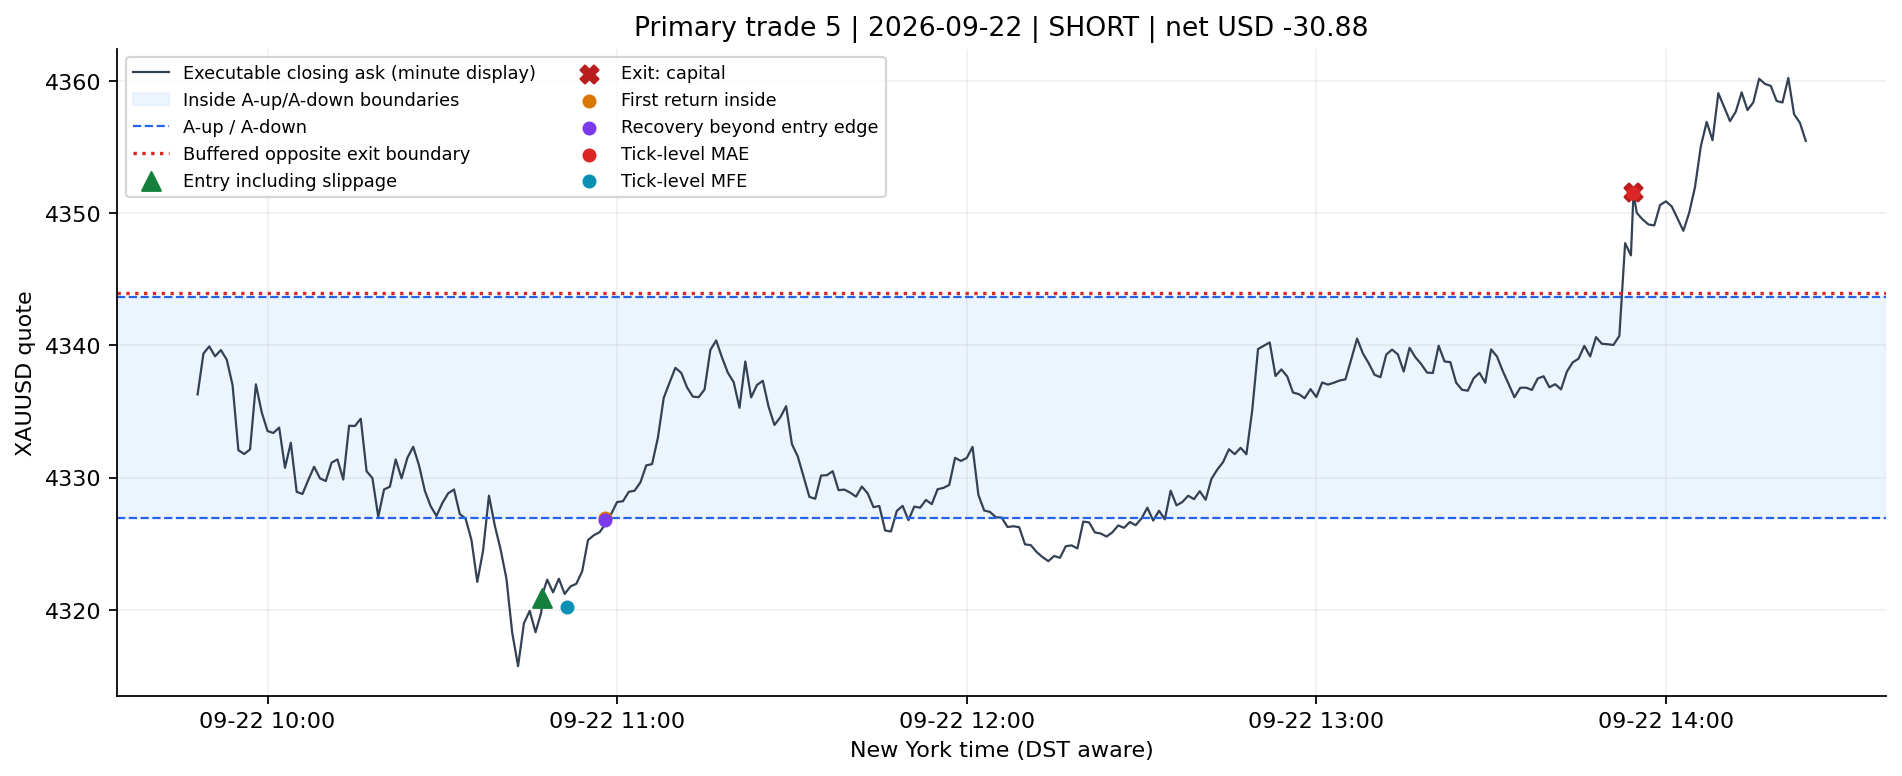 Primary trade 5 | 2026-09-22 | SHORT | net USD -30.88
Executable closing ask (minute display)
Inside A-up/A-down boundaries
A-up / A-down
Buffered opposite exit boundary
Entry including slippage
Exit: capital
First return inside
Recovery beyond entry edge
Tick-level MAE
Tick-level MFE
XAUUSD quote
4360
4350
4340
4330
4320
09-22 10:00
09-22 11:00
09-22 12:00
09-22 13:00
09-22 14:00
New York time (DST aware)